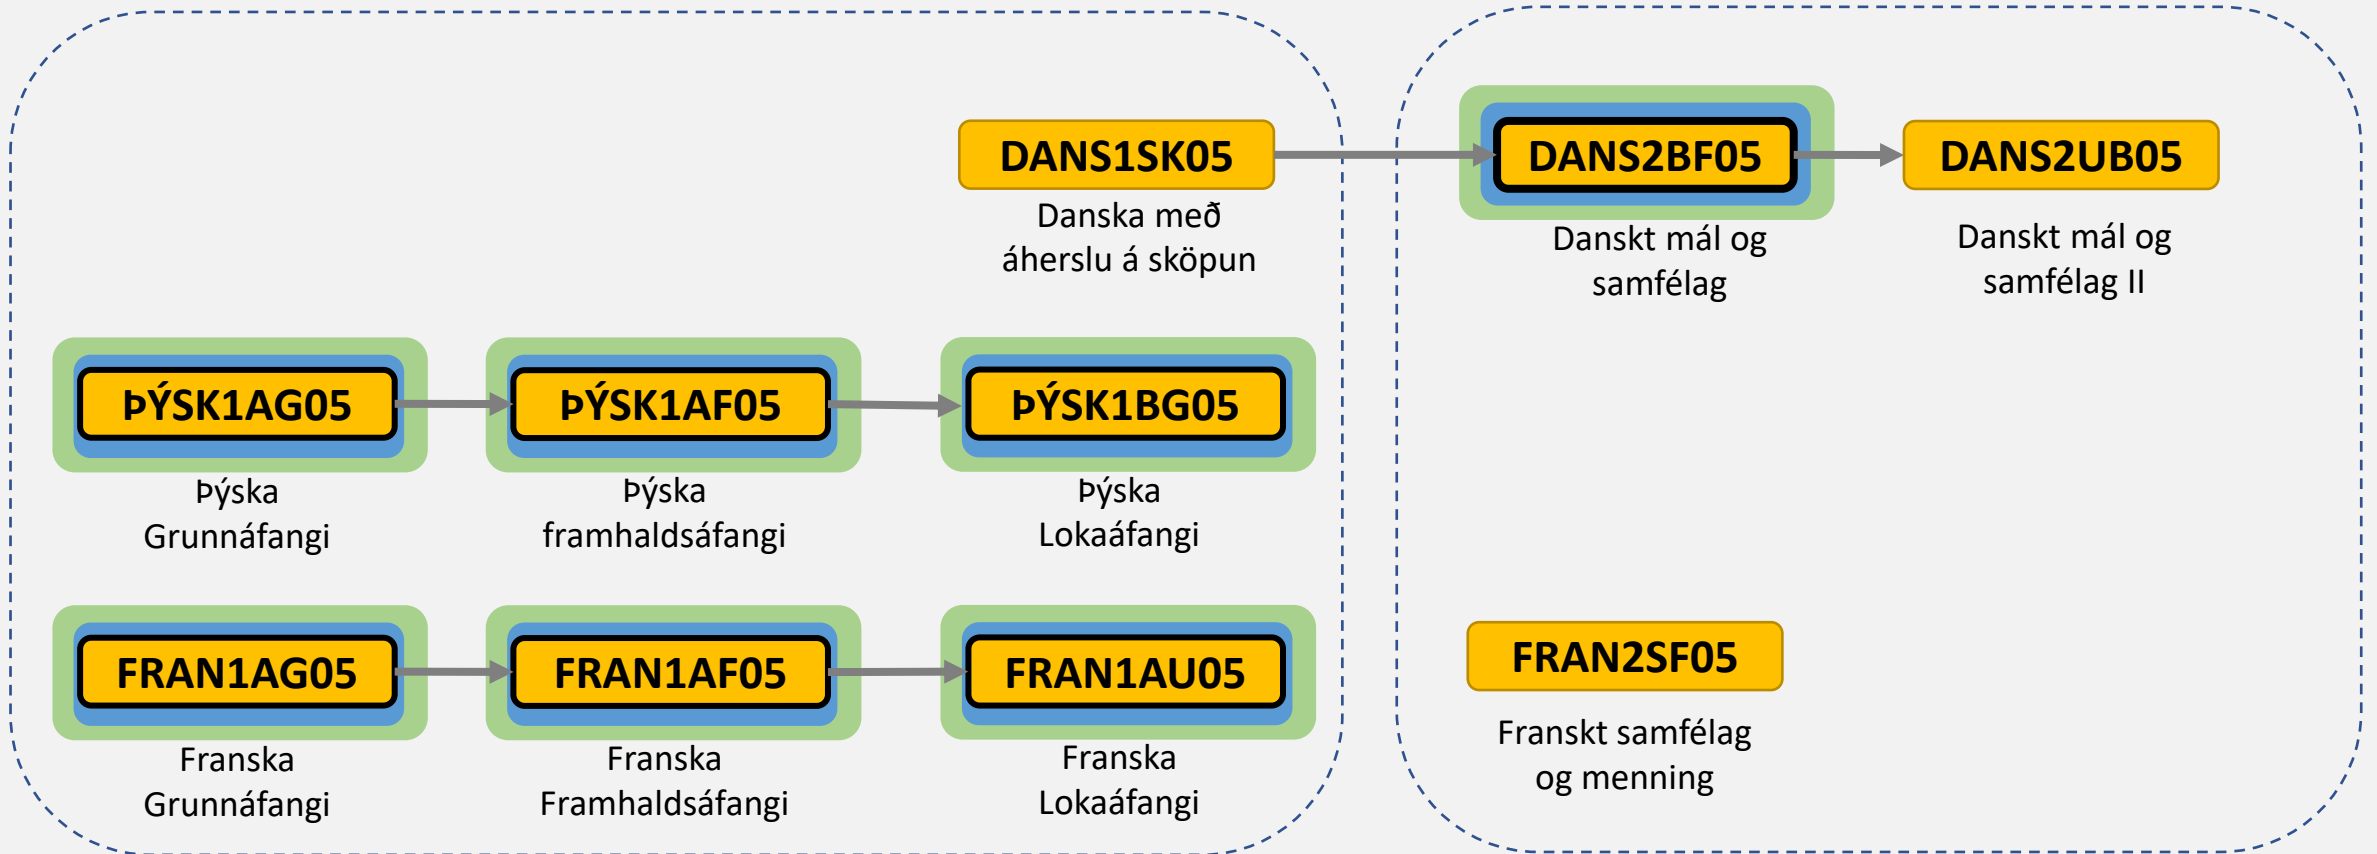 DANS1SK05
Danska með
áherslu á sköpun
DANS2BF05
Danskt mál og
samfélag
DANS2UB05
Danskt mál og
samfélag II
ÞÝSK1AG05
Þýska
Grunnáfangi
ÞÝSK1AF05
Þýska
framhaldsáfangi
ÞÝSK1BG05
Þýska
Lokaáfangi
FRAN1AG05
Franska
Grunnáfangi
FRAN1AF05
Franska
Framhaldsáfangi
FRAN1AU05
Franska
Lokaáfangi
FRAN2SF05
Franskt samfélag
og menning